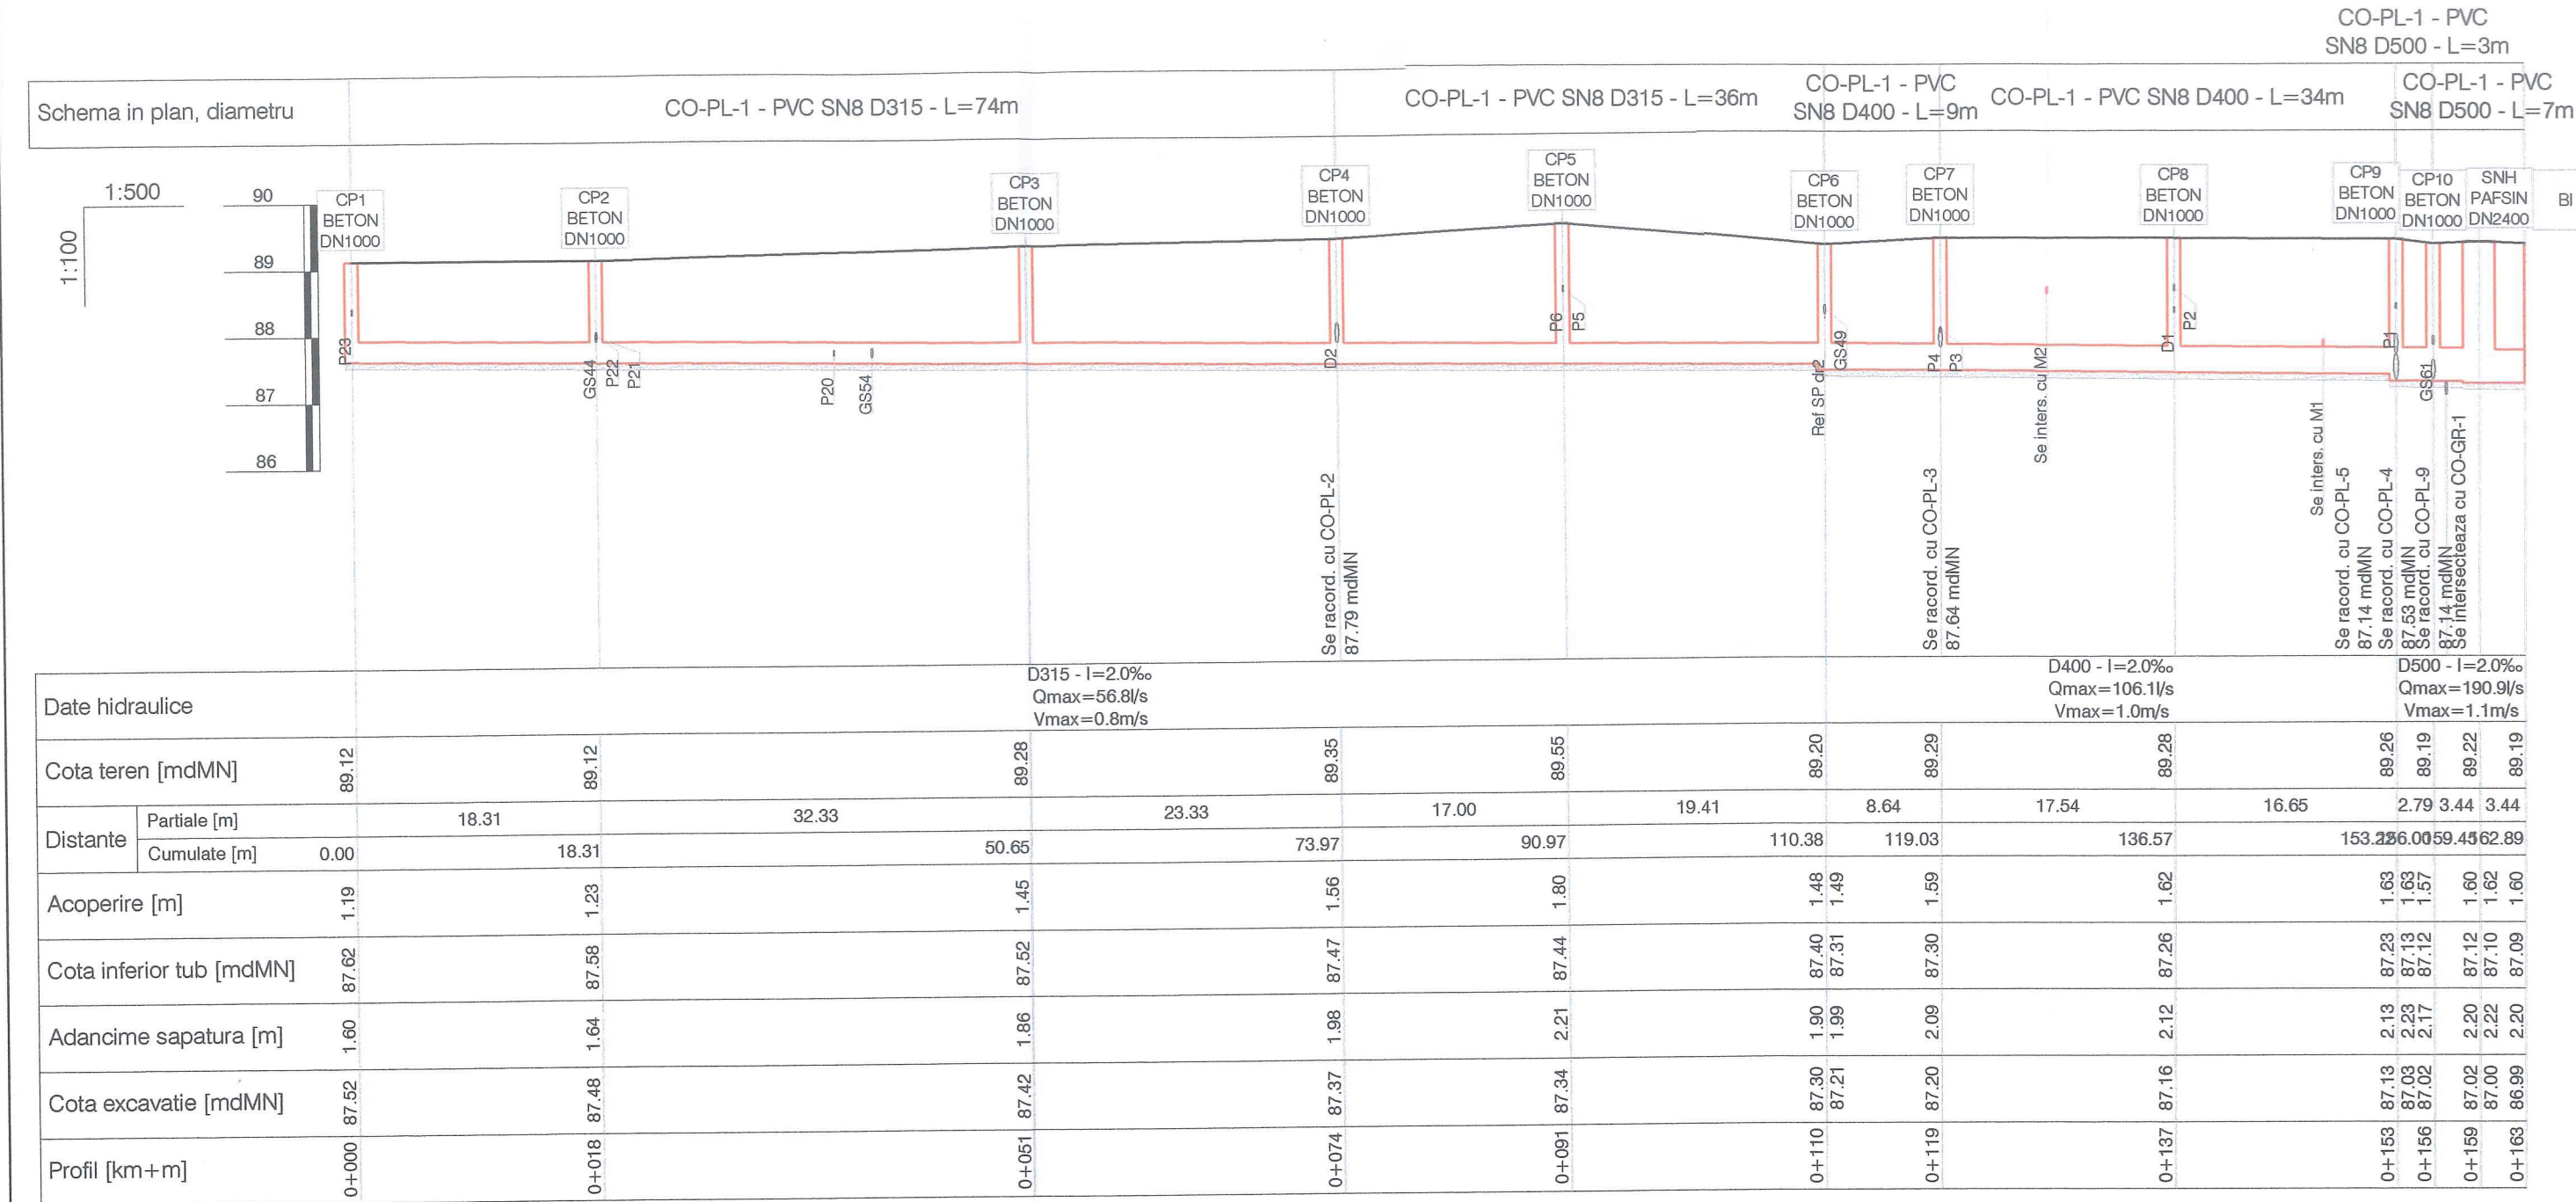 CO-PL-1 - PVC
SN8 D500 - L=3m
Schema in plan, diametru
CO-PL-1 - PVC SN8 D315 - L=74m
CO-PL-1 - PVC SN8 D315 - L=36m
CO-PL-1 - PVC
SN8 D400 - L=9m
CO-PL-1 - PVC SN8 D400 - L=34m
CO-PL-1 - PVC
SN8 D500 - L=7m
1:500
1:100
90
89
88
87
86
CP1
BETON
DN1000
CP2
BETON
DN1000
CP3
BETON
DN1000
CP4
BETON
DN1000
CP5
BETON
DN1000
CP6
BETON
DN1000
CP7
BETON
DN1000
CP8
BETON
DN1000
CP9
BETON
DN1000
CP10
BETON
DN1000
SNH
PAFSIN
DN2400
BI
P23
GS44
P22
P21
P20
GS54
D2
P6
P5
Ref SP dr2
GS49
P4
P3
Se inters. cu M2
D1
P2
Se inters. cu M1
P1
GS61
Se racord. cu CO-PL-2
87.79 mdMN
Se racord. cu CO-PL-3
87.64 mdMN
Se racord. cu CO-PL-5
87.14 mdMN
Se racord. cu CO-PL-4
87.53 mdMN
Se racord. cu CO-PL-9
87.14 mdMN
Se intersecteaza cu CO-GR-1
Date hidraulice
D315 - I=2.0‰
Qmax=56.8l/s
Vmax=0.8m/s
D400 - I=2.0‰
Qmax=106.1l/s
Vmax=1.0m/s
D500 - I=2.0‰
Qmax=190.9l/s
Vmax=1.1m/s
Cota teren [mdMN]
89.12
89.12
89.28
89.35
89.55
89.20
89.29
89.28
89.26
89.19
89.22
89.19
Distante
Partiale [m]
18.31
32.33
23.33
17.00
19.41
8.64
17.54
16.65
2.79
3.44
3.44
Cumulate [m]
0.00
18.31
50.65
73.97
90.97
110.38
119.03
136.57
153.22
156.00
159.45
162.89
Acoperire [m]
1.19
1.23
1.45
1.56
1.80
1.48
1.49
1.59
1.62
1.63
1.63
1.57
1.60
1.62
1.60
Cota inferior tub [mdMN]
87.62
87.58
87.52
87.47
87.44
87.40
87.31
87.30
87.26
87.23
87.13
87.12
87.12
87.10
87.09
Adancime sapatura [m]
1.60
1.64
1.86
1.98
2.21
1.90
1.99
2.09
2.12
2.13
2.23
2.17
2.20
2.22
2.20
Cota excavatie [mdMN]
87.52
87.48
87.42
87.37
87.34
87.30
87.21
87.20
87.16
87.13
87.03
87.02
87.02
87.00
86.99
Profil [km+m]
0+000
0+018
0+051
0+074
0+091
0+110
0+119
0+137
0+153
0+156
0+159
0+163